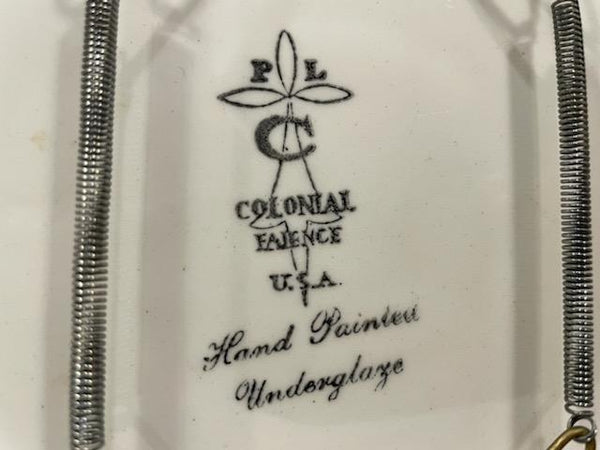 P L
C
COLONIAL
FAIENCE
U.S.A.
Hand Painted
Underglaze